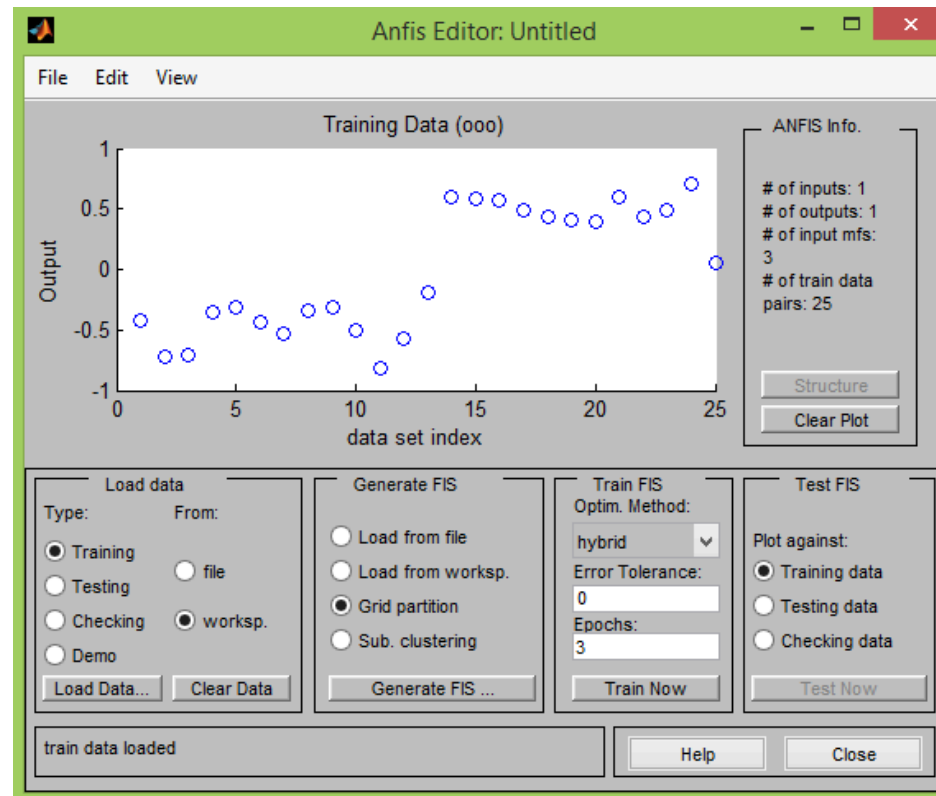 Anfis Editor: Untitled
File Edit View
Training Data (ooo)
1
0.5
0
-0.5
-1
Output
0 5 10 15 20 25
data set index
ANFIS Info.
# of inputs: 1
# of outputs: 1
# of input mfs:
3
# of train data
pairs: 25
Structure
Clear Plot
Load data
Type: From:
Training
Testing
Checking
Demo
file
worksp.
Load Data... Clear Data
Generate FIS
Load from file
Load from worksp.
Grid partition
Sub. clustering
Generate FIS ...
Train FIS
Optim. Method:
hybrid
Error Tolerance:
0
Epochs:
3
Train Now
Test FIS
Plot against:
Training data
Testing data
Checking data
Test Now
train data loaded
Help Close